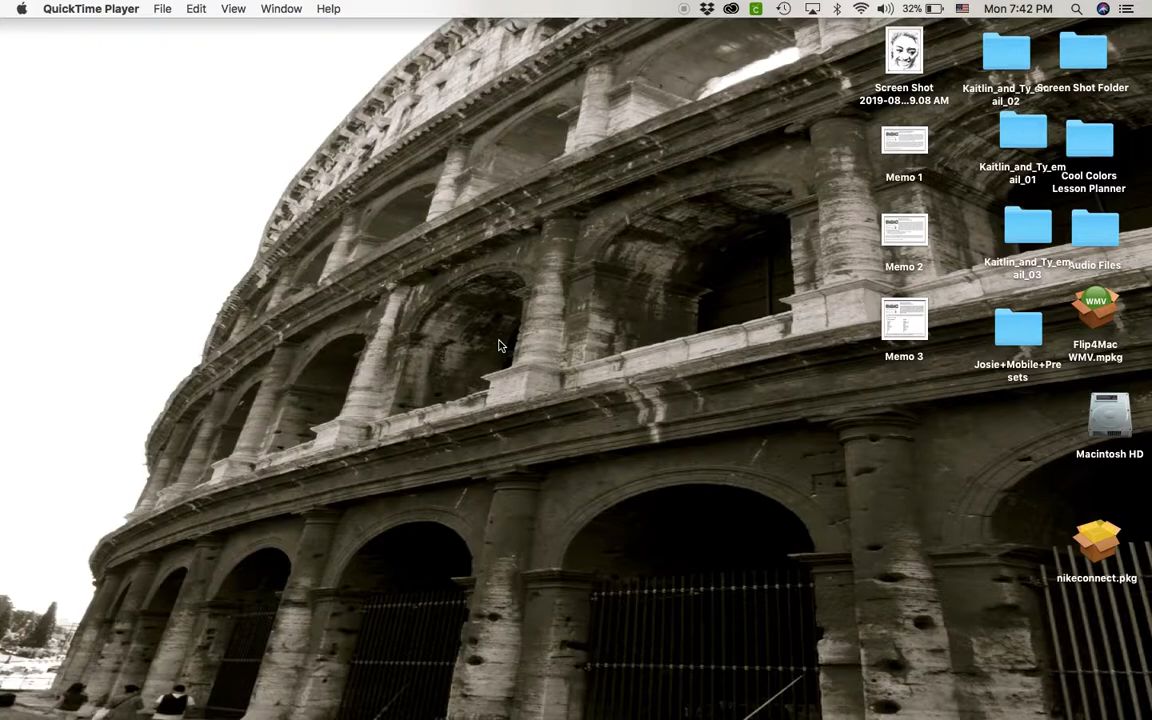 QuickTime Player File Edit View Window Help 32% Mon 7:42 PM
Screen Shot
2019-08...9.08 AM
Kaitlin_and_Ty_em
ail_02
Screen Shot Folder
Memo 1
Kaitlin_and_Ty_em
ail_01
Cool Colors
Lesson Planner
Memo 2
Kaitlin_and_Ty_em
ail_03
Audio Files
WMV
Memo 3
Flip4Mac
WMV.mpkg
Josie+Mobile+Pre
sets
Macintosh HD
nikeconnect.pkg